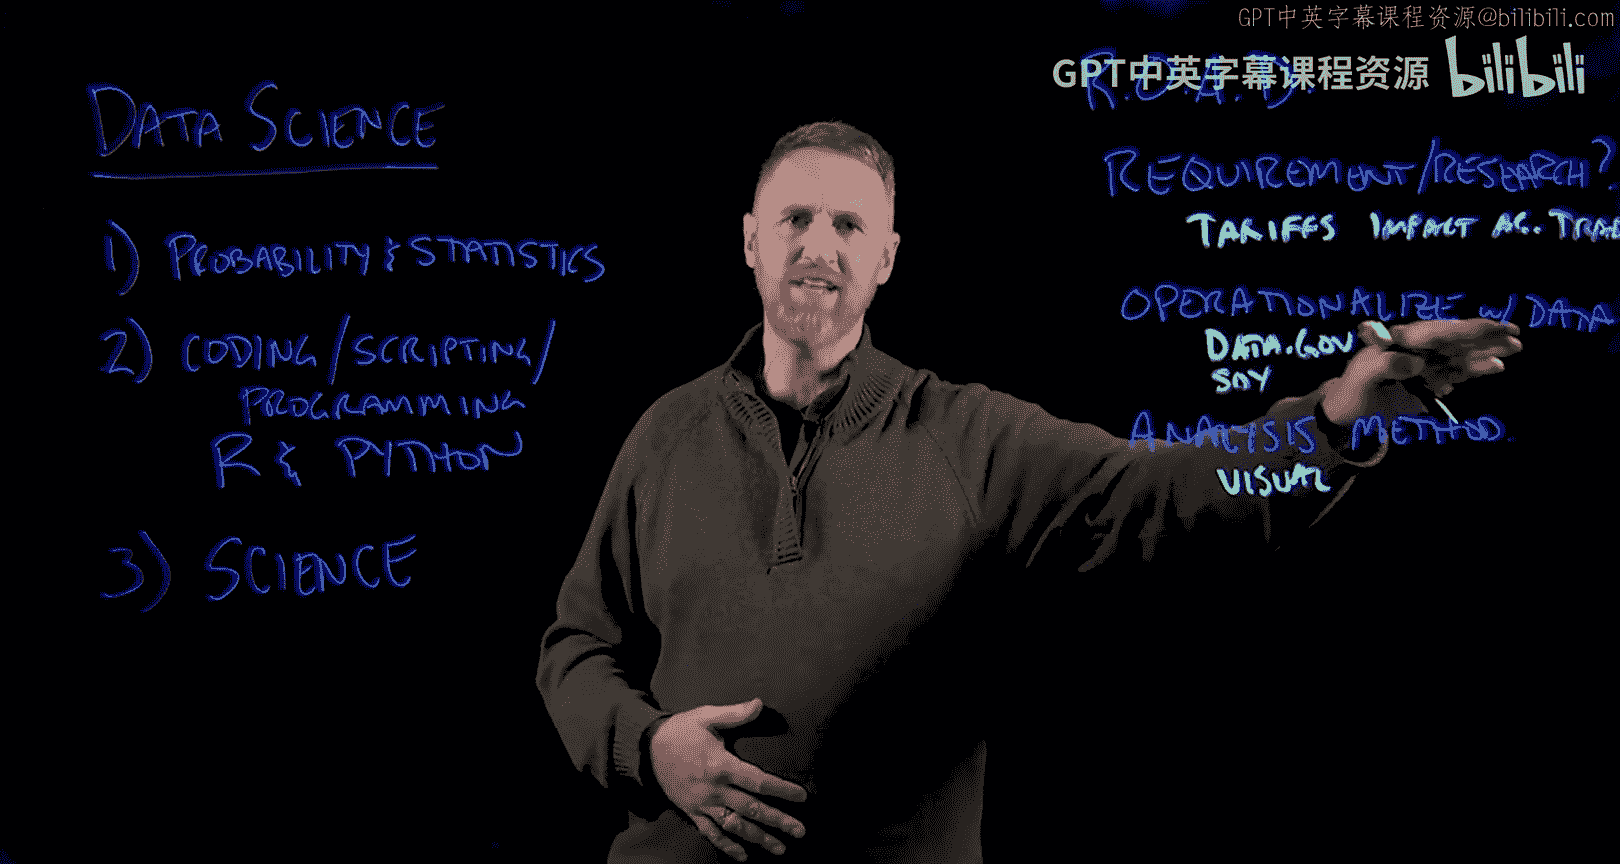 GPT中英字幕课程资源@bilibili.com
GPT中英字幕课程资源 bilibili
DATA SCIENCE
1) PROBABILITY & STATISTICS
2) CODING/SCRIPTING/
PROGRAMMING
R & PYTHON
3) SCIENCE
R.O.A.D.
REQUIREMENT/RESEARCH?
TARIFFS IMPACT AG. TRAD
OPERATIONALIZE W/ DATA
DATA.GOV
SOY
ANALYSIS METHOD.
VISUAL